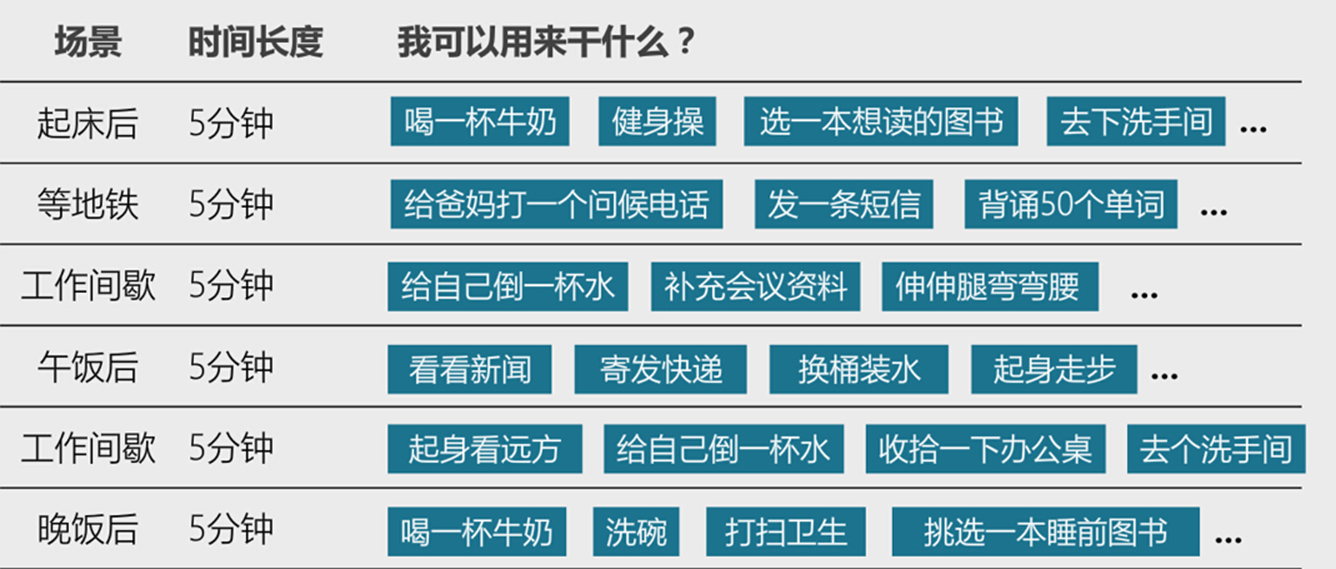 场景 时间长度 我可以用来干什么？
起床后 5分钟 喝一杯牛奶 健身操 选一本想读的图书 去下洗手间 ...
等地铁 5分钟 给爸妈打一个问候电话 发一条短信 背诵50个单词 ...
工作间歇 5分钟 给自己倒一杯水 补充会议资料 伸伸腿弯弯腰 ...
午饭后 5分钟 看看新闻 寄发快递 换桶装水 起身走步 ...
工作间歇 5分钟 起身看远方 给自己倒一杯水 收拾一下办公桌 去个洗手间
晚饭后 5分钟 喝一杯牛奶 洗碗 打扫卫生 挑选一本睡前图书 ...